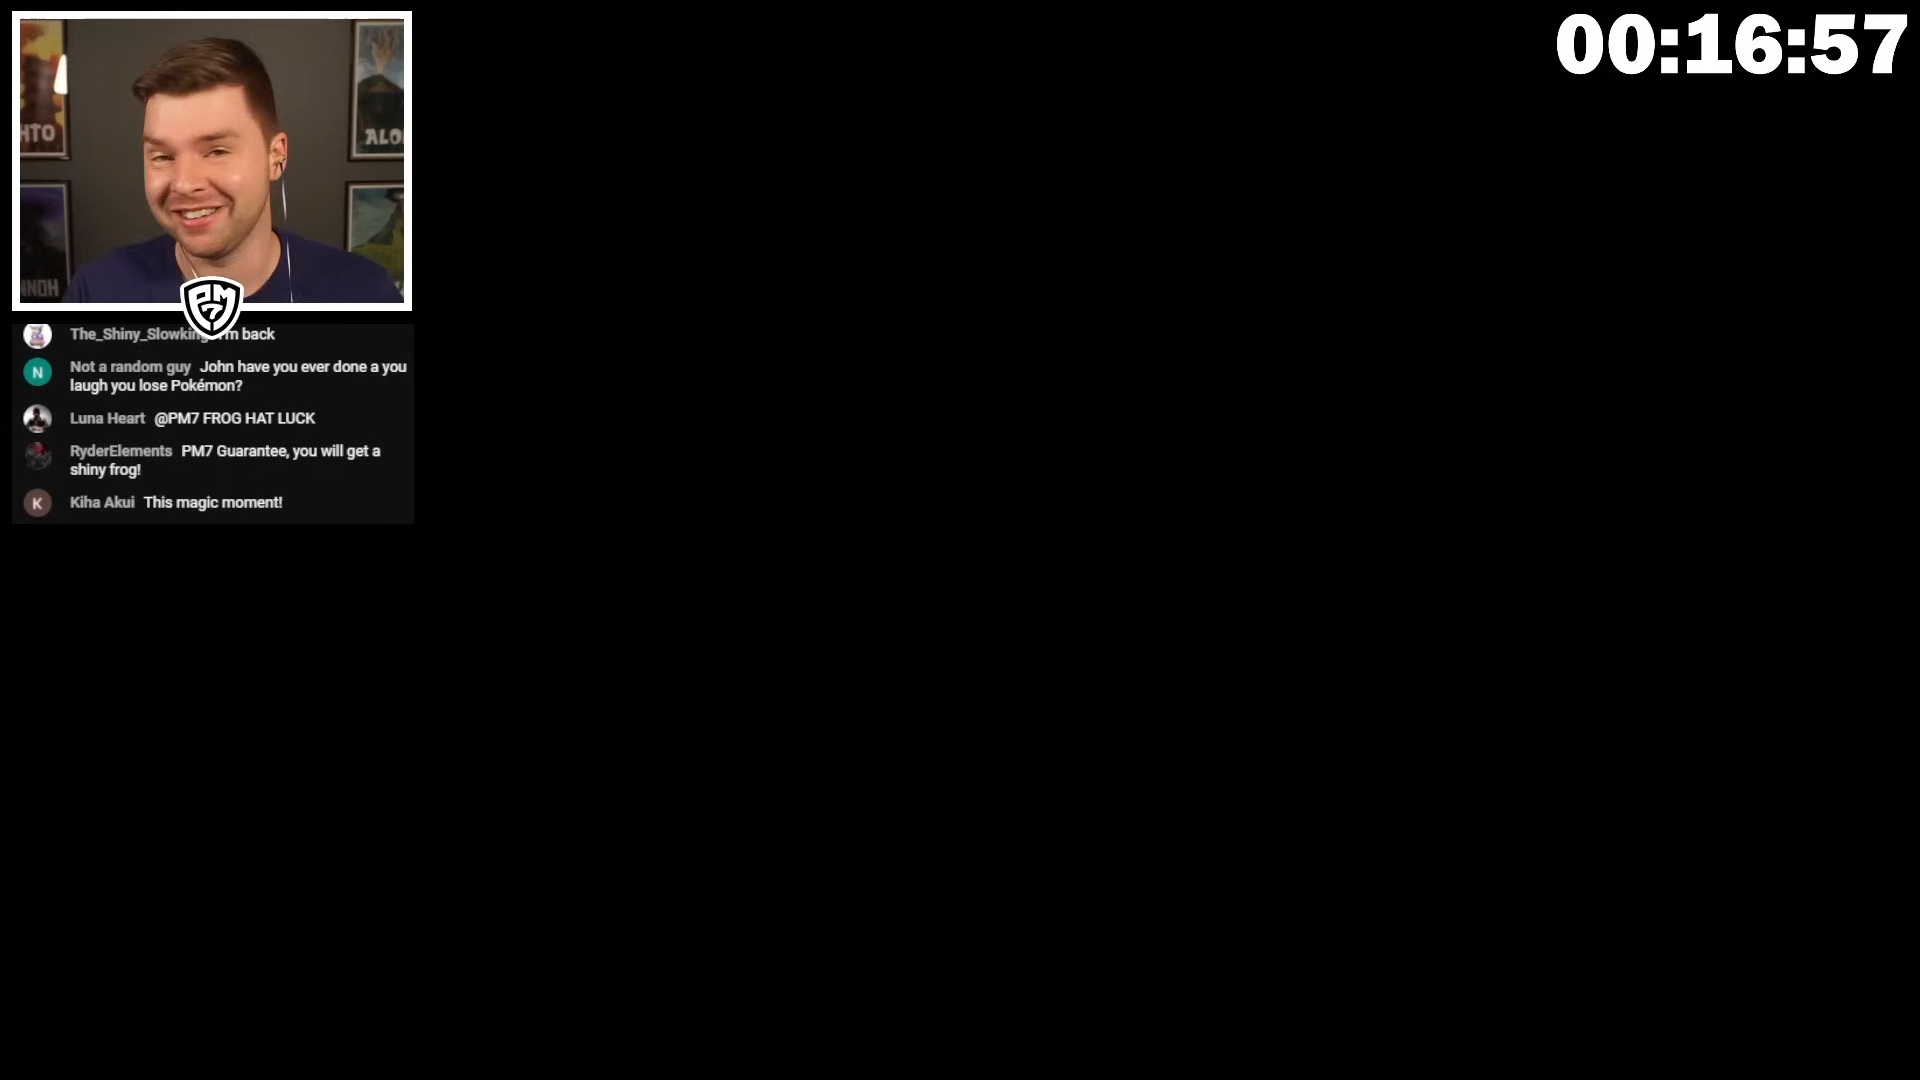 00:16:57
HTO
ALO
NNOH
PM
7
The_Shiny_Slowking I'm back
N
Not a random guy John have you ever done a you
laugh you lose Pokémon?
Luna Heart @PM7 FROG HAT LUCK
RyderElements PM7 Guarantee, you will get a
shiny frog!
K
Kiha Akui This magic moment!